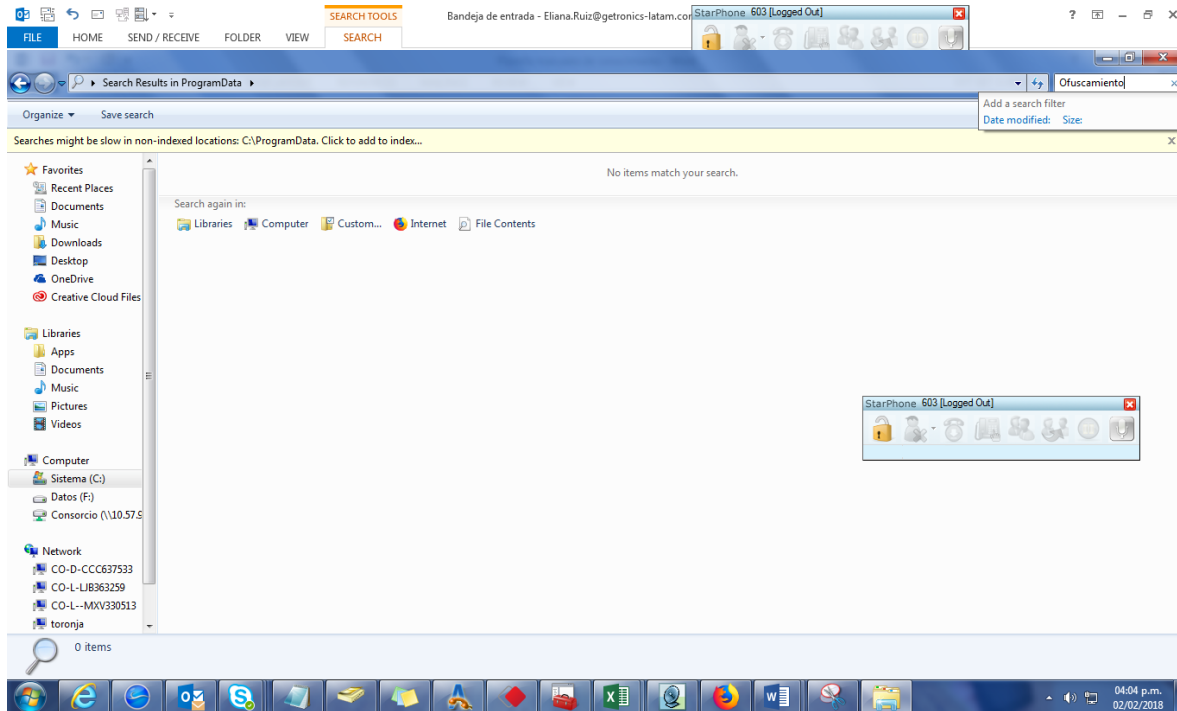 SEARCH TOOLS
Bandeja de entrada - Eliana.Ruiz@getronics-latam.com
StarPhone 603 [Logged Out]
FILE HOME SEND / RECEIVE FOLDER VIEW SEARCH
Search Results in ProgramData
Ofuscamiento
Add a search filter
Date modified: Size:
Organize Save search
Searches might be slow in non-indexed locations: C:\ProgramData. Click to add to index...
No items match your search.
Search again in:
Libraries Computer Custom... Internet File Contents
Favorites
Recent Places
Documents
Music
Downloads
Desktop
OneDrive
Creative Cloud Files
Libraries
Apps
Documents
Music
Pictures
Videos
Computer
Sistema (C:)
Datos (F:)
Consorcio (\\10.57.9
Network
CO-D-CCC637533
CO-L-LJB363259
CO-L--MXV330513
toronja
StarPhone 603 [Logged Out]
0 items
04:04 p.m.
02/02/2018